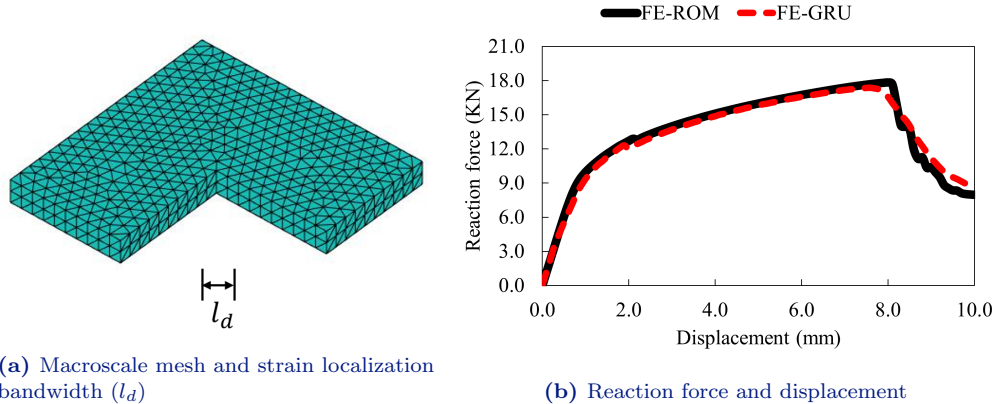 FE-ROM FE-GRU
21.0
18.0
15.0
12.0
9.0
6.0
3.0
0.0
Reaction force (KN)
0.0 2.0 4.0 6.0 8.0 10.0
Displacement (mm)
l_d
(a) Macroscale mesh and strain localization
bandwidth (l_d)
(b) Reaction force and displacement